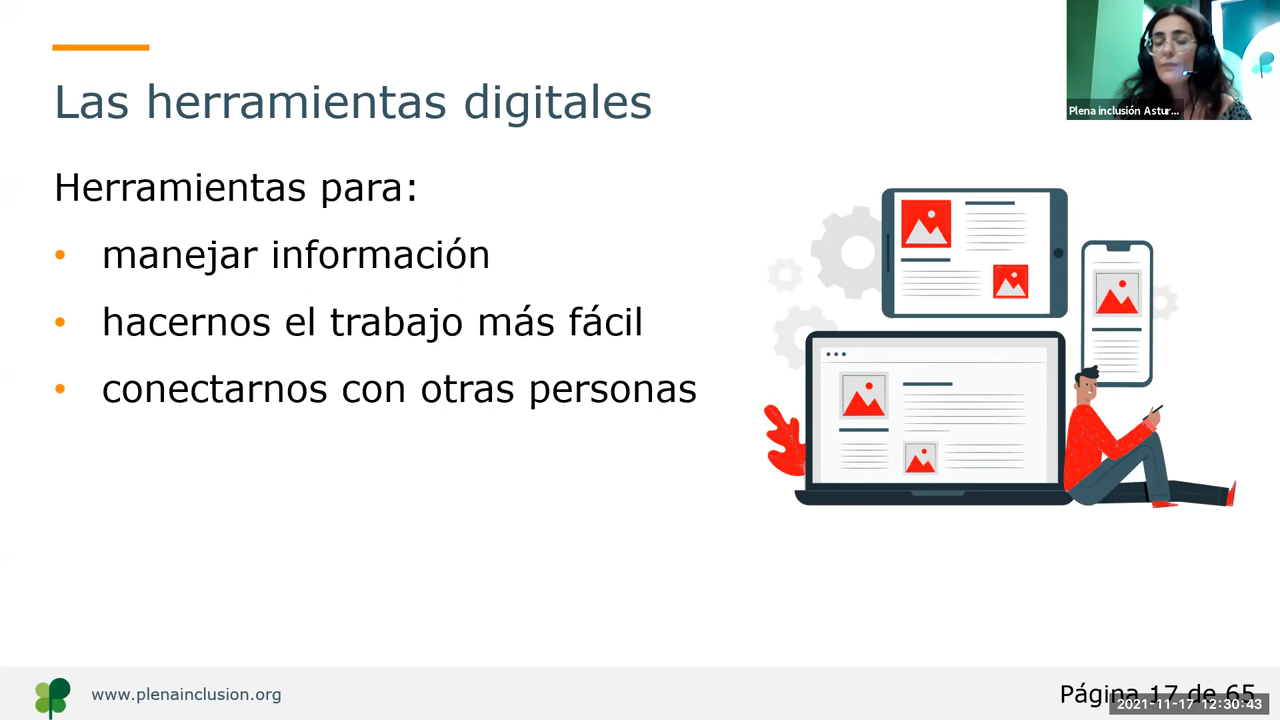 Plena inclusión Astur...
Las herramientas digitales
Herramientas para:
• manejar información
• hacernos el trabajo más fácil
• conectarnos con otras personas
www.plenainclusion.org
Página 17 de 65
2021-11-17 12:30:43